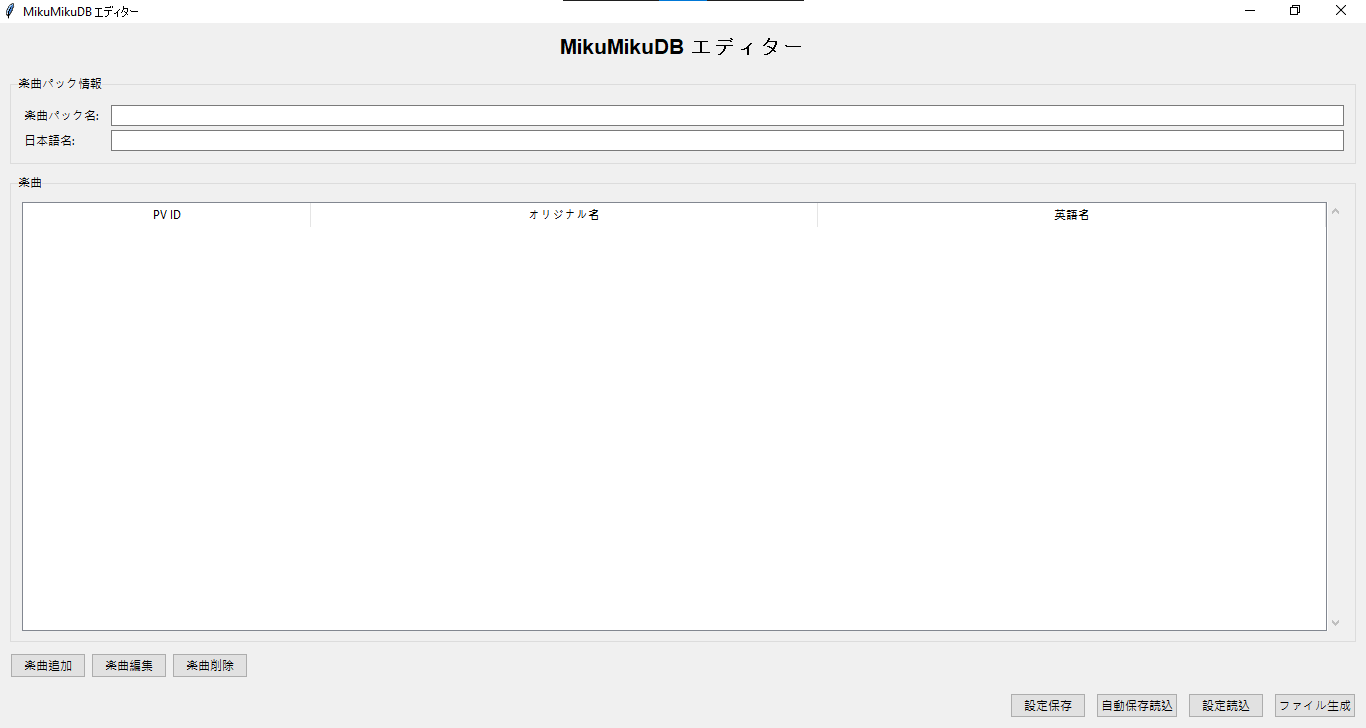 MikuMikuDB エディター
MikuMikuDB エディター
楽曲パック情報
楽曲パック名:
日本語名:
楽曲
PV ID オリジナル名 英語名
楽曲追加 楽曲編集 楽曲削除
設定保存 自動保存読込 設定読込 ファイル生成